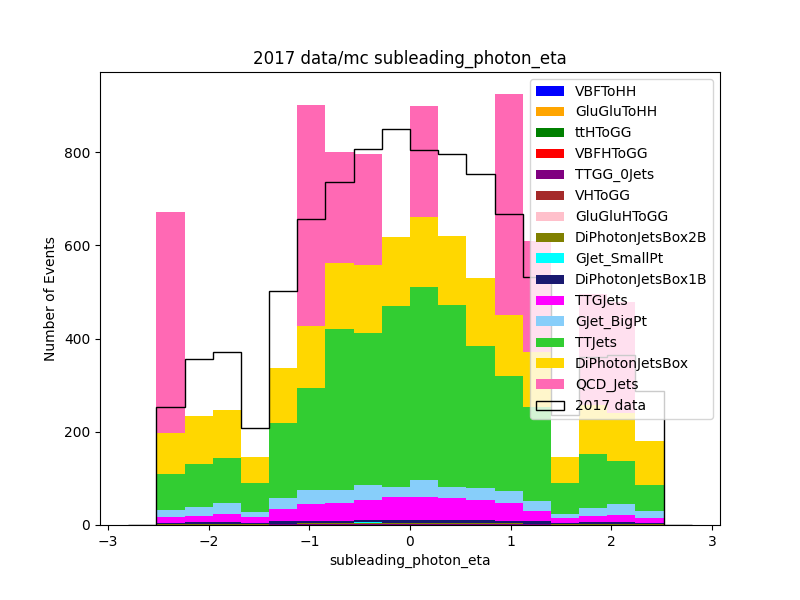 2017 data/mc subleading_photon_eta
Number of Events
800
600
400
200
0
−3
−2
−1
0
1
2
3
subleading_photon_eta
VBFToHH
GluGluToHH
ttHToGG
VBFHToGG
TTGG_0Jets
VHToGG
GluGluHToGG
DiPhotonJetsBox2B
GJet_SmallPt
DiPhotonJetsBox1B
TTGJets
GJet_BigPt
TTJets
DiPhotonJetsBox
QCD_Jets
2017 data